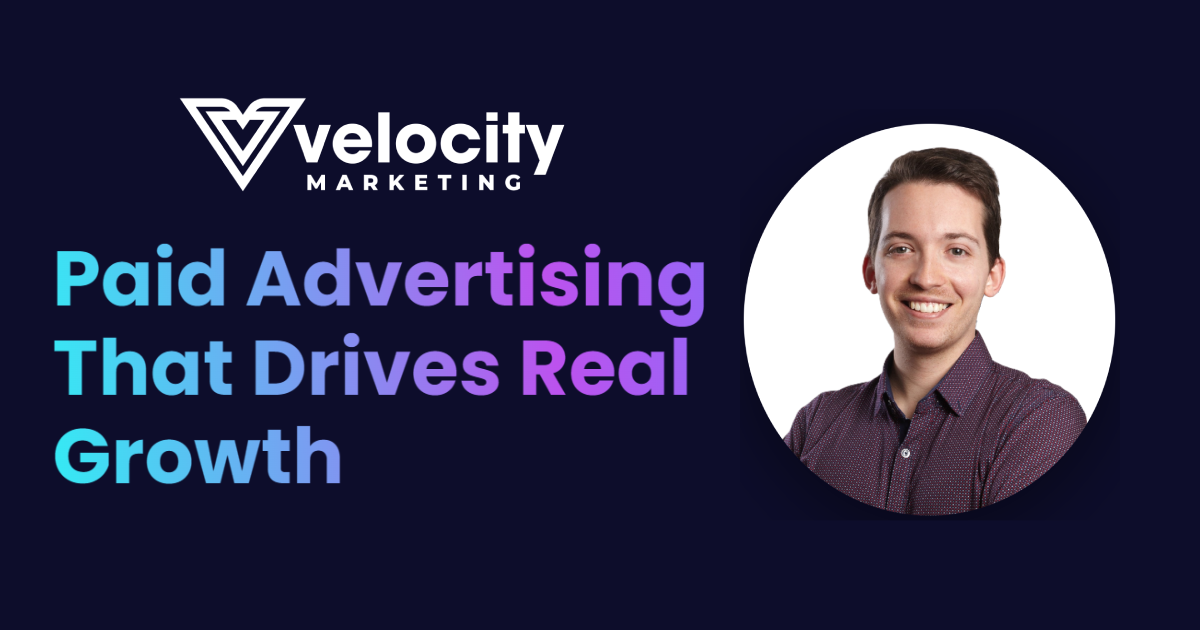 velocity
MARKETING
Paid Advertising
That Drives Real
Growth